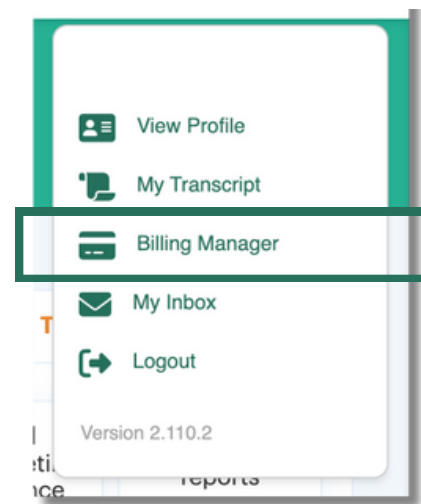 View Profile
My Transcript
Billing Manager
My Inbox
T
Logout
Version 2.110.2
reports